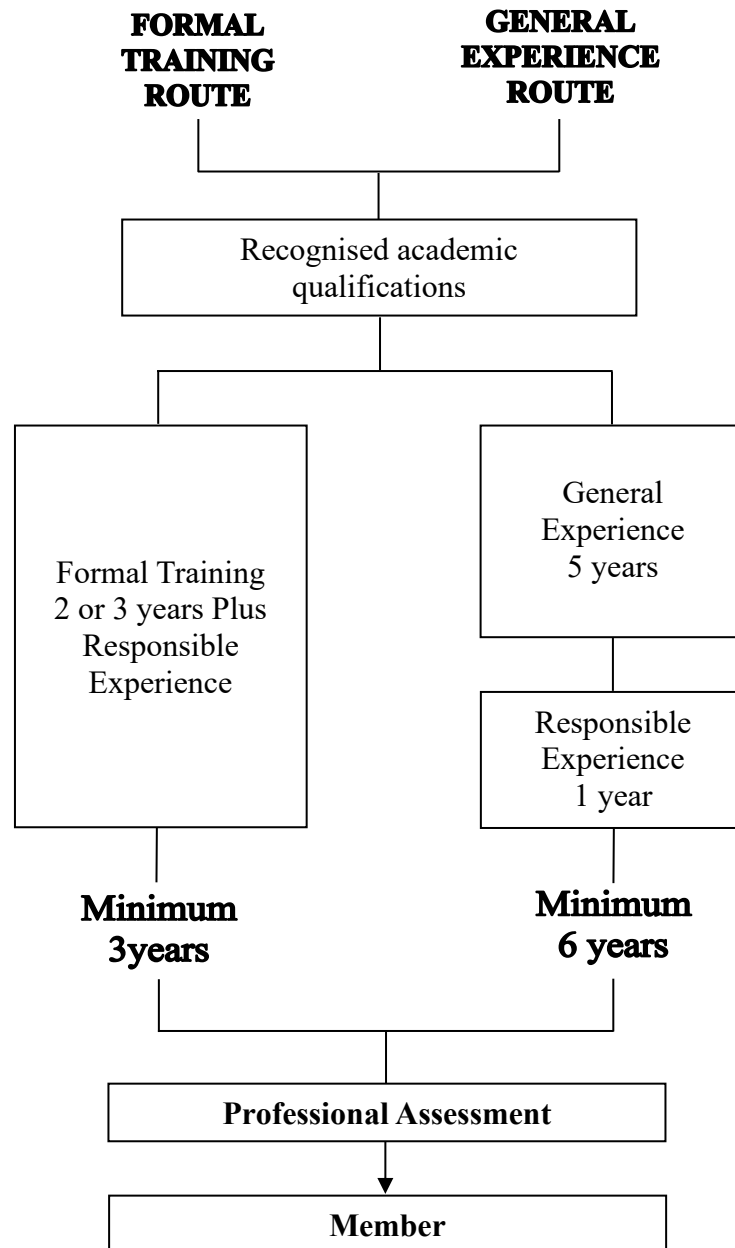 FORMAL
TRAINING
ROUTE
GENERAL
EXPERIENCE
ROUTE
Recognised academic
qualifications
Formal Training
2 or 3 years Plus
Responsible
Experience
General
Experience
5 years
Responsible
Experience
1 year
Minimum
3years
Minimum
6 years
Professional Assessment
Member